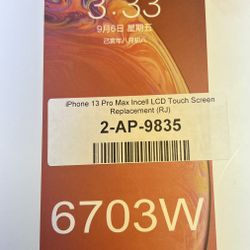 3:33
9月6日 星期五
己亥年八月初八
iPhone 13 Pro Max Incell LCD Touch Screen
Replacement (RJ)
2-AP-9835
6703W